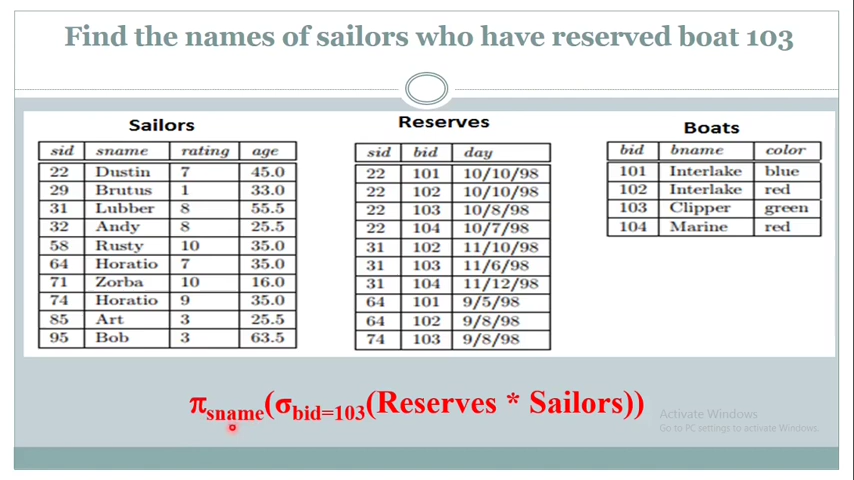 Find the names of sailors who have reserved boat 103
Sailors
sid sname rating age
22 Dustin 7 45.0
29 Brutus 1 33.0
31 Lubber 8 55.5
32 Andy 8 25.5
58 Rusty 10 35.0
64 Horatio 7 35.0
71 Zorba 10 16.0
74 Horatio 9 35.0
85 Art 3 25.5
95 Bob 3 63.5
Reserves
sid bid day
22 101 10/10/98
22 102 10/10/98
22 103 10/8/98
22 104 10/7/98
31 102 11/10/98
31 103 11/6/98
31 104 11/12/98
64 101 9/5/98
64 102 9/8/98
74 103 9/8/98
Boats
bid bname color
101 Interlake blue
102 Interlake red
103 Clipper green
104 Marine red
πsname(σbid=103(Reserves * Sailors))
Activate Windows
Go to PC settings to activate Windows.